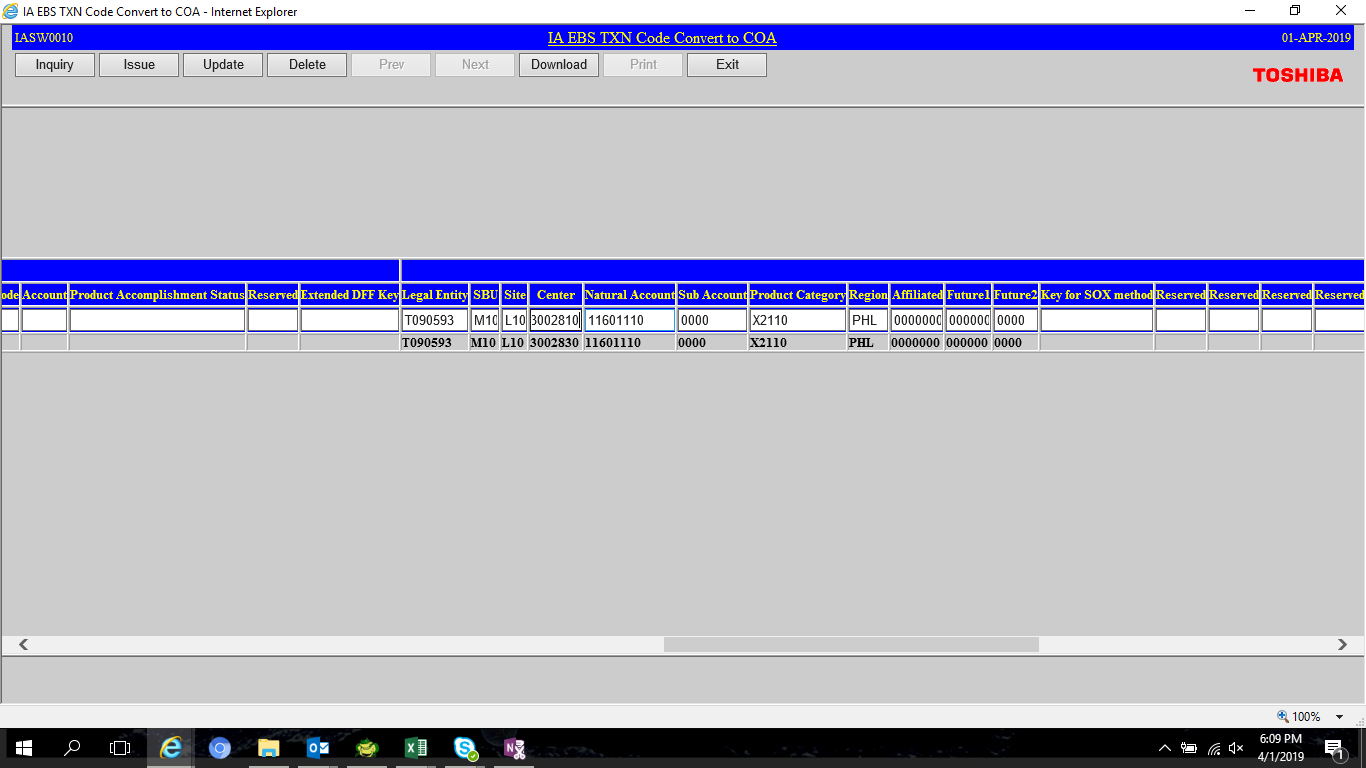 IA EBS TXN Code Convert to COA - Internet Explorer
IASW0010 IA EBS TXN Code Convert to COA 01-APR-2019
Inquiry Issue Update Delete Prev Next Download Print Exit
TOSHIBA
ode Account Product Accomplishment Status Reserved Extended DFF Key Legal Entity SBU Site Center Natural Account Sub Account Product Category Region Affiliated Future1 Future2 Key for SOX method Reserved Reserved Reserved Reserved
T090593 M10 L10 3002810 11601110 0000 X2110 PHL 0000000 000000 0000
T090593 M10 L10 3002830 11601110 0000 X2110 PHL 0000000 000000 0000
100%
6:09 PM
4/1/2019
1